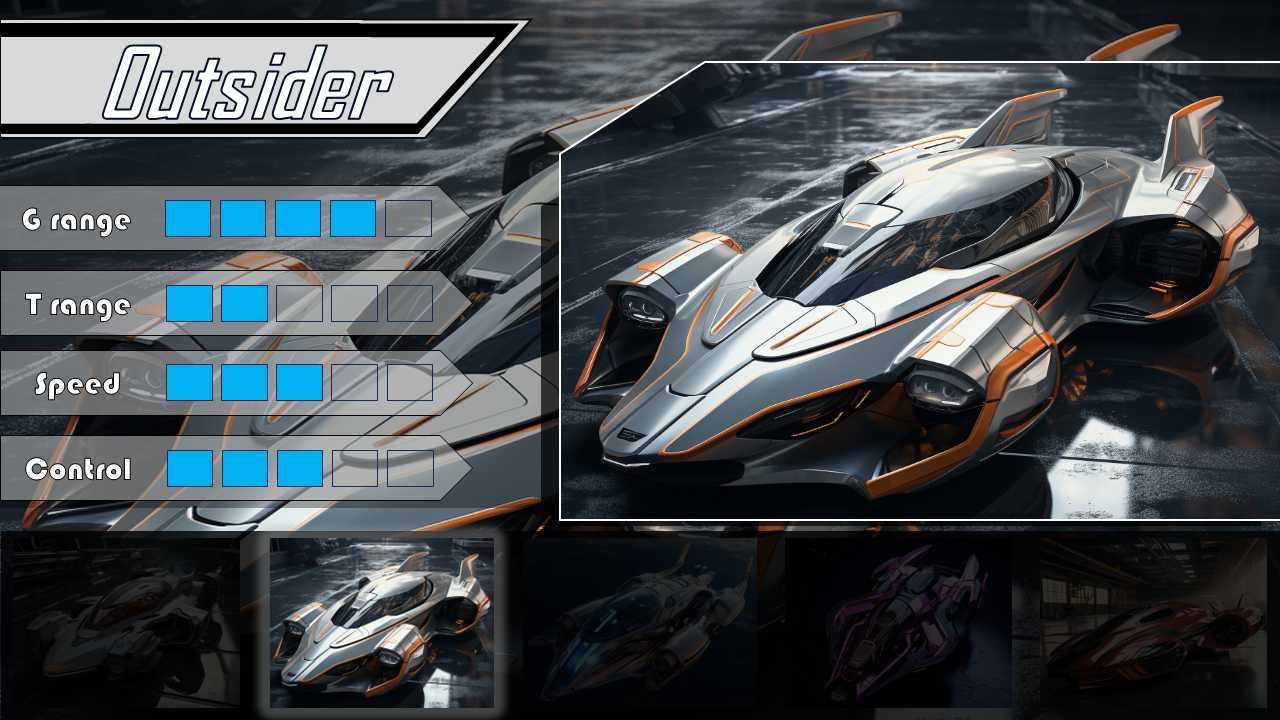 Outsider
G range
T range
Speed
Control